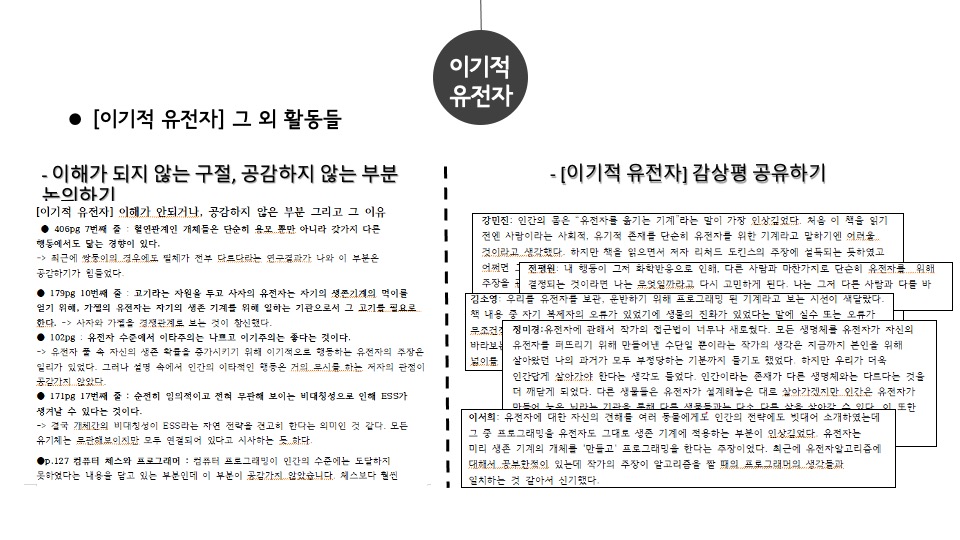 이기적
유전자
● [이기적 유전자] 그 외 활동들
- 이해가 되지 않는 구절, 공감하지 않는 부분
논의하기
[이기적 유전자] 이해가 안되거나, 공감하지 않은 부분 그리고 그 이유
● 406pg 7번째 줄 : 혈연관계인 개체들은 단순히 용모 뿐만 아니라 갖가지 다른
행동에서도 닮는 경향이 있다.
-> 최근에 쌍둥이의 경우에도 필체가 전부 다르다라는 연구결과가 나와 이 부분은
공감하기가 힘들었다.
● 179pg 10번째 줄 : 고기라는 자원을 두고 사자의 유전자는 자기의 생존기계의 먹이를
얻기 위해, 가젤의 유전자는 자기의 생존 기계를 위해 일하는 기관으로서 그 고기를 필요로
한다. -> 사자와 가젤을 경쟁관계로 보는 것이 참신했다.
● 102pg : 유전자 수준에서 이타주의는 나쁘고 이기주의는 좋다는 것이다.
-> 유전자 풀 속 자신의 생존 확률을 증가시키기 위해 이기적으로 행동하는 유전자의 주장은
일리가 있었다. 그러나 설명 속에서 인간의 이타적인 행동은 거의 무시를 하는 저자의 관점이
공감가지 않았다.
● 171pg 17번째 줄 : 순전히 임의적이고 전혀 무관해 보이는 비대칭성으로 인해 ESS가
생겨날 수 있다는 것이다.
-> 결국 개체간의 비대칭성이 ESS라는 자연 전략을 견고히 한다는 의미인 것 같다. 모든
유기체는 무관해보이지만 모두 연결되어 있다고 시사하는 듯 하다.
●p.127 컴퓨터 체스와 프로그래머 : 컴퓨터 프로그래밍이 인간의 수준에는 도달하지
못하였다는 내용을 담고 있는 부분인데 이 부분이 공감가지 않았습니다. 체스보다 훨씬
- [이기적 유전자] 감상평 공유하기
강민진: 인간의 몸은 “유전자를 옮기는 기계”라는 말이 가장 인상깊었다. 처음 이 책을 읽기
전엔 사람이라는 사회적, 유기적 존재를 단순히 유전자를 위한 기계라고 말하기엔 어려울
것이라고 생각했다. 하지만 책을 읽으면서 저자 리처드 도킨스의 주장에 설득되는 듯하였고
어쩌면 그
주장을
전평원: 내 행동이 그저 화학반응으로 인해, 다른 사람과 마찬가지로 단순히 유전자를 위해
결정되는 것이라면 나는 무엇일까라고 다시 고민하게 된다. 나는 그저 다른 사람과 다를 바
김소영: 우리를 유전자를 보관, 운반하기 위해 프로그래밍 된 기계라고 보는 시선이 새달랐다.
책 내용 중 자기 복제자의 오류가 있었기에 생물의 진화가 있었다는 말에 실수 또는 오류가
무조건
바라보
넓이를
정미경:유전자에 관해서 작가의 접근법이 너무나 새로웠다. 모든 생명체를 유전자가 자신의
유전자를 퍼뜨리기 위해 만들어낸 수단일 뿐이라는 작가의 생각은 지금까지 본인을 위해
살아왔던 나의 과거가 모두 부정당하는 기분까지 들기도 했었다. 하지만 우리가 더욱
인간답게 살아가야 한다는 생각도 들었다. 인간이라는 존재가 다른 생명체와는 다르다는 것을
더 깨닫게 되었다. 다른 생물들은 유전자가 설계해놓은 대로 살아가겠지만 인간은 자신이
만들어 놓은 뇌라는 기관을 통해 다른 생물들과는 다소 다른 삶을 살아갈 수 있다. 이 또한
이서희: 유전자에 대한 자신의 견해를 여러 동물에게도 인간의 전략에도 빗대어 소개하였는데
그 중 프로그래밍을 유전자도 그대로 생존 기계에 적용하는 부분이 인상깊었다. 유전자는
미리 생존 기계의 개체를 ‘만들고’ 프로그래밍을 한다는 주장이었다. 최근에 유전자알고리즘에
대해서 공부한적이 있는데 작가의 주장이 알고리즘을 짤 때의 프로그래머의 생각들과
일치하는 것 같아서 신기했다.